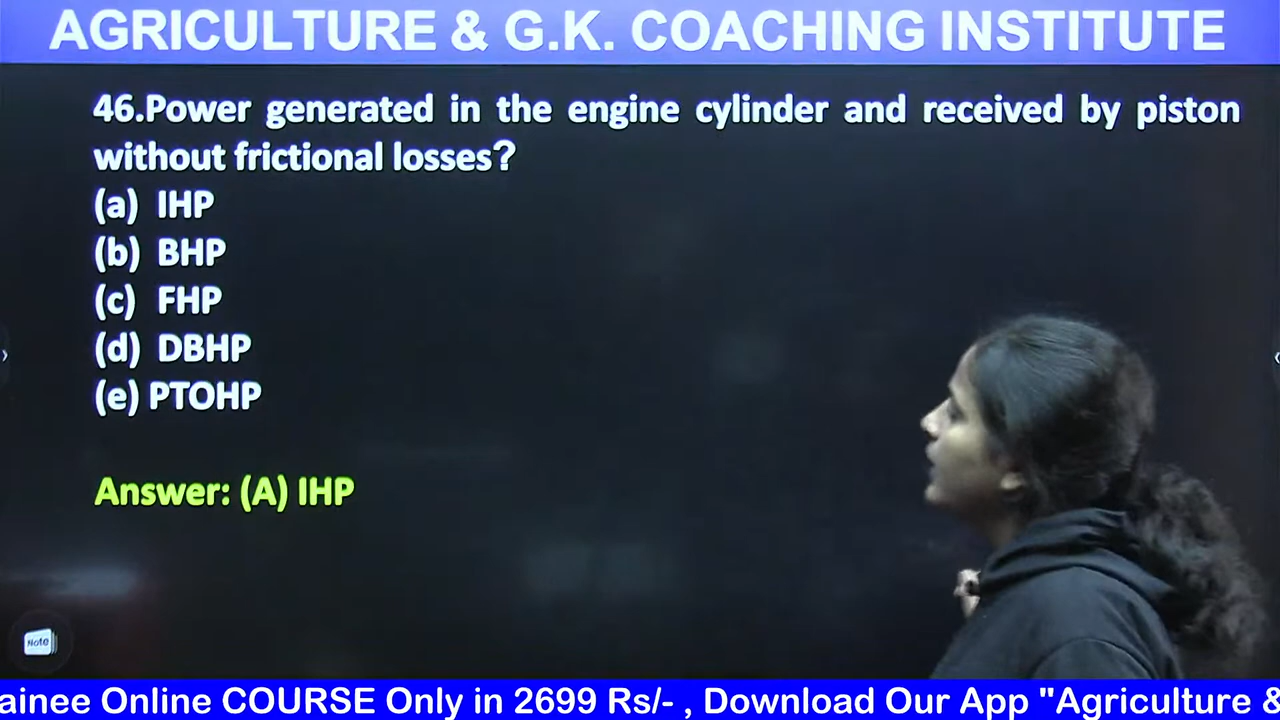 AGRICULTURE & G.K. COACHING INSTITUTE
46.Power generated in the engine cylinder and received by piston
without frictional losses?
(a) IHP
(b) BHP
(c) FHP
(d) DBHP
(e) PTOHP
Answer: (A) IHP
Note
ainee Online COURSE Only in 2699 Rs/- , Download Our App "Agriculture &